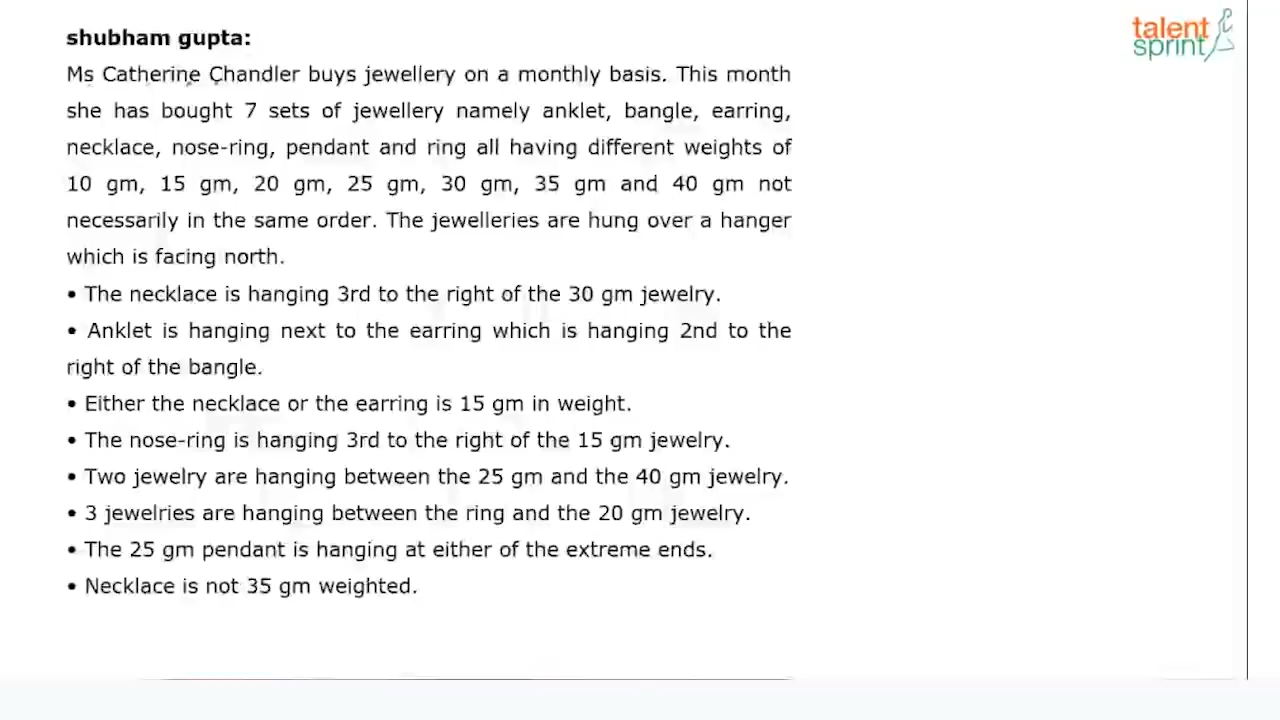 talent
sprint
shubham gupta:
Ms Catherine Chandler buys jewellery on a monthly basis. This month
she has bought 7 sets of jewellery namely anklet, bangle, earring,
necklace, nose-ring, pendant and ring all having different weights of
10 gm, 15 gm, 20 gm, 25 gm, 30 gm, 35 gm and 40 gm not
necessarily in the same order. The jewelleries are hung over a hanger
which is facing north.
• The necklace is hanging 3rd to the right of the 30 gm jewelry.
• Anklet is hanging next to the earring which is hanging 2nd to the
right of the bangle.
• Either the necklace or the earring is 15 gm in weight.
• The nose-ring is hanging 3rd to the right of the 15 gm jewelry.
• Two jewelry are hanging between the 25 gm and the 40 gm jewelry.
• 3 jewelries are hanging between the ring and the 20 gm jewelry.
• The 25 gm pendant is hanging at either of the extreme ends.
• Necklace is not 35 gm weighted.